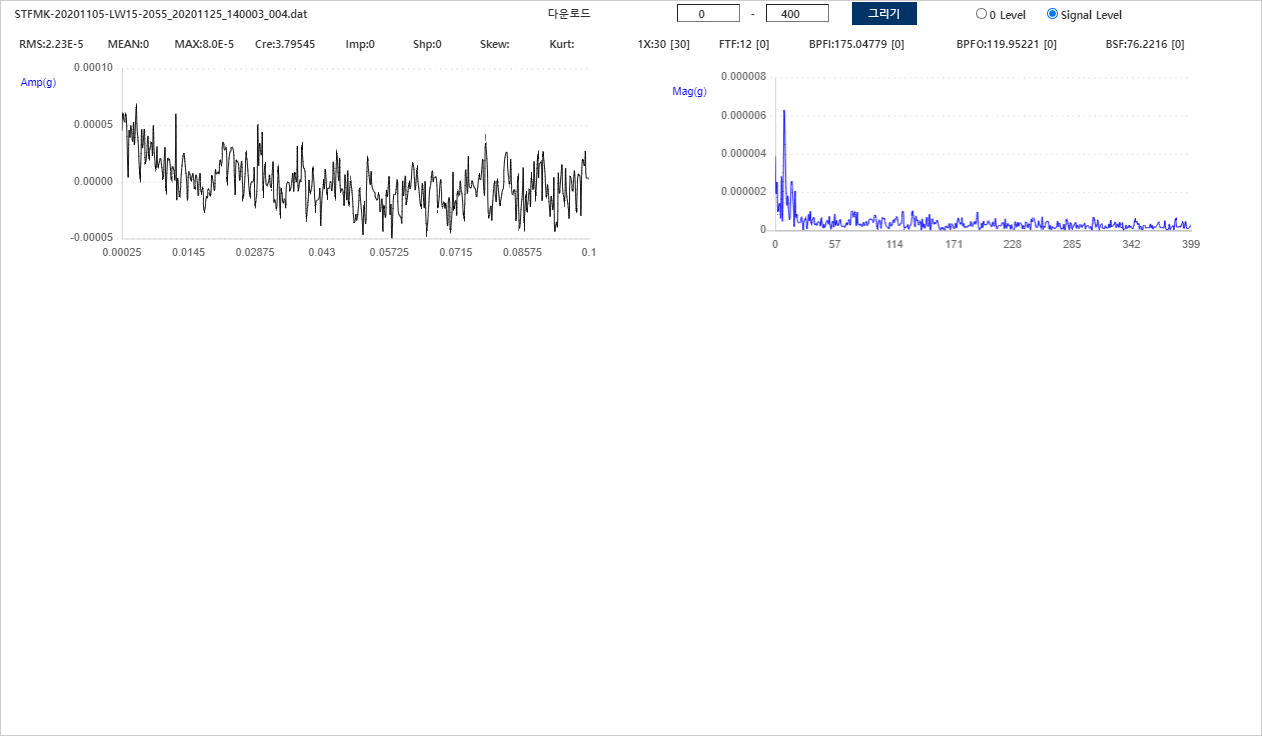 STFMK-20201105-LW15-2055_20201125_140003_004.dat 다운로드 0 - 400 그리기 0 Level Signal Level
RMS:2.23E-5 MEAN:0 MAX:8.0E-5 Cre:3.79545 Imp:0 Shp:0 Skew: Kurt: 1X:30 [30] FTF:12 [0] BPFI:175.04779 [0] BPFO:119.95221 [0] BSF:76.2216 [0]
Amp(g)
0.00010
0.00005
0.00000
-0.00005
0.00025 0.0145 0.02875 0.043 0.05725 0.0715 0.08575 0.1
Mag(g)
0.000008
0.000006
0.000004
0.000002
0
0 57 114 171 228 285 342 399